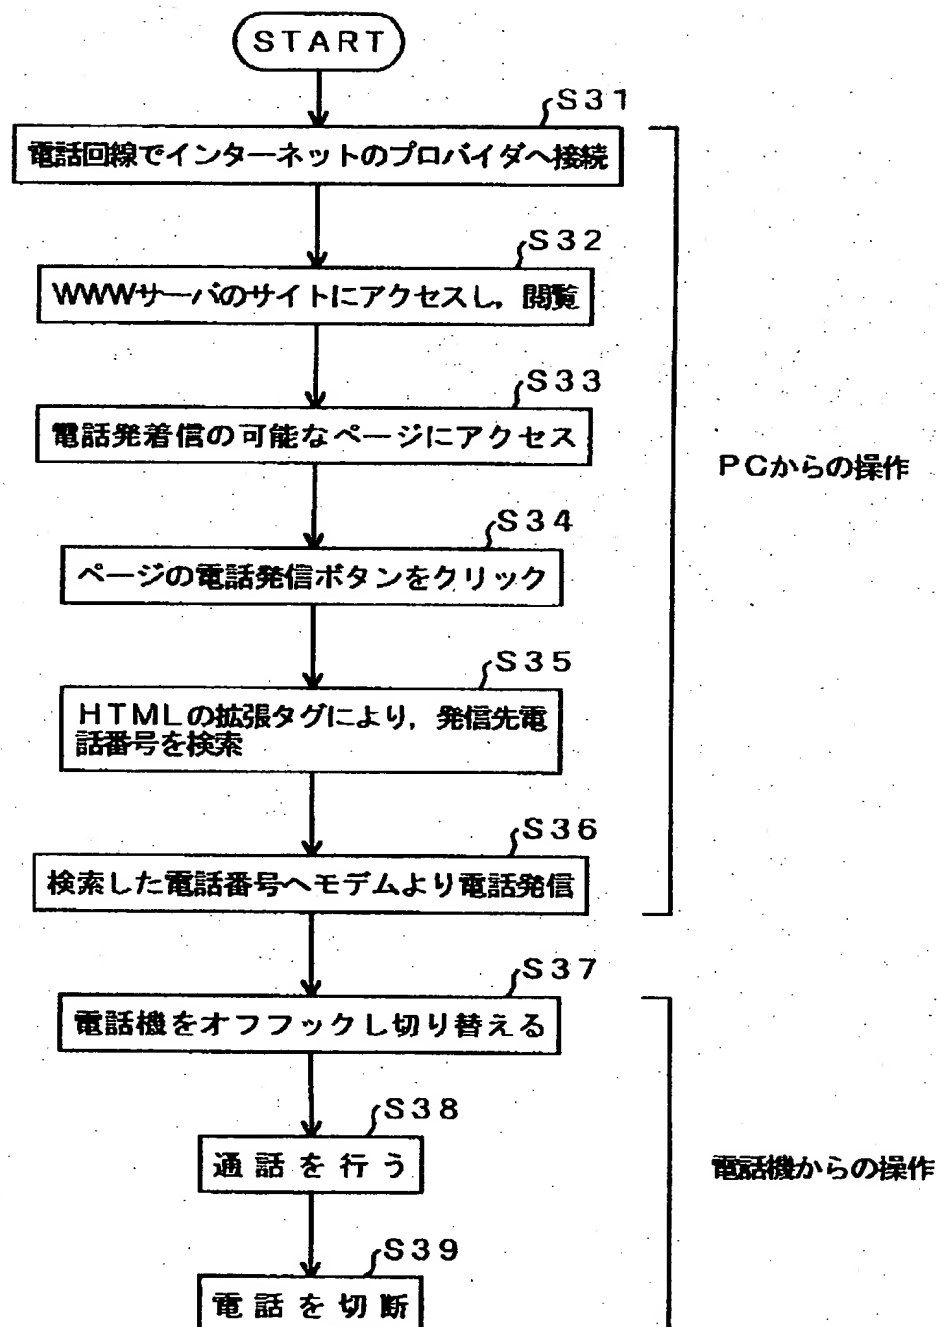 START
S31
電話回線でインターネットのプロバイダへ接続
S32
WWWサーバのサイトにアクセスし，閲覧
S33
電話発着信の可能なページにアクセス
PCからの操作
S34
ページの電話発信ボタンをクリック
S35
HTMLの拡張タグにより，発信先電
話番号を検索
S36
検索した電話番号へモデムより電話発信
S37
電話機をオフフックし切り替える
S38
通話を行う
電話機からの操作
S39
電話を切断